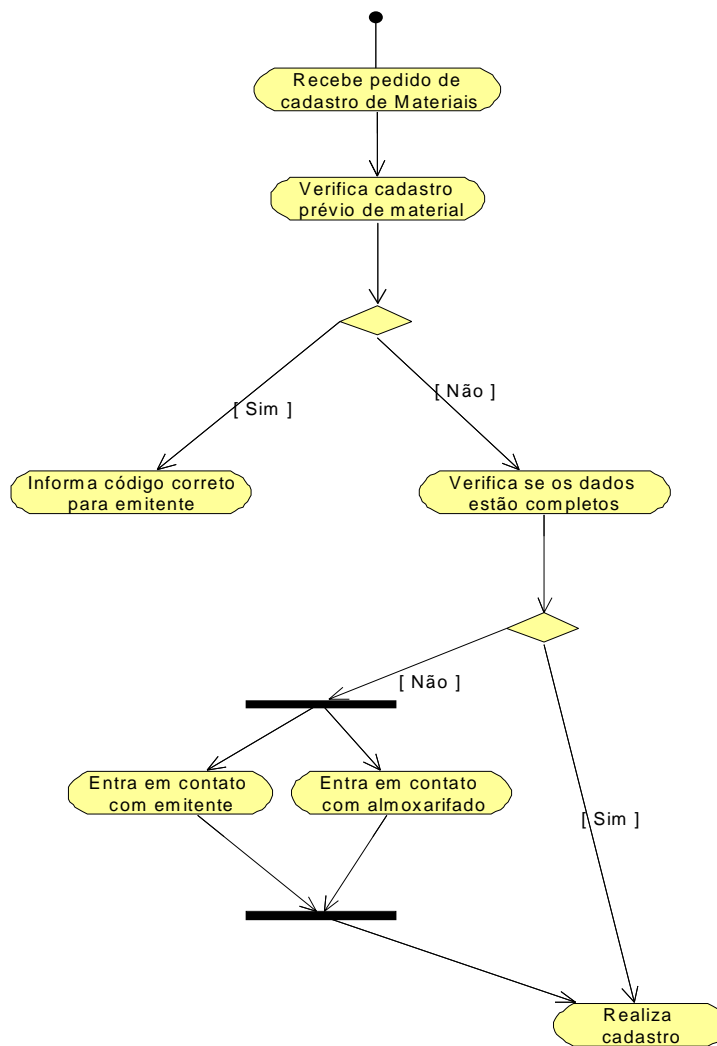 Recebe pedido de
cadastro de Materiais
Verifica cadastro
prévio de material
[ Sim ]
[ Não ]
Informa código correto
para emitente
Verifica se os dados
estão completos
[ Não ]
Entra em contato
com emitente
Entra em contato
com almoxarifado
[ Sim ]
Realiza
cadastro